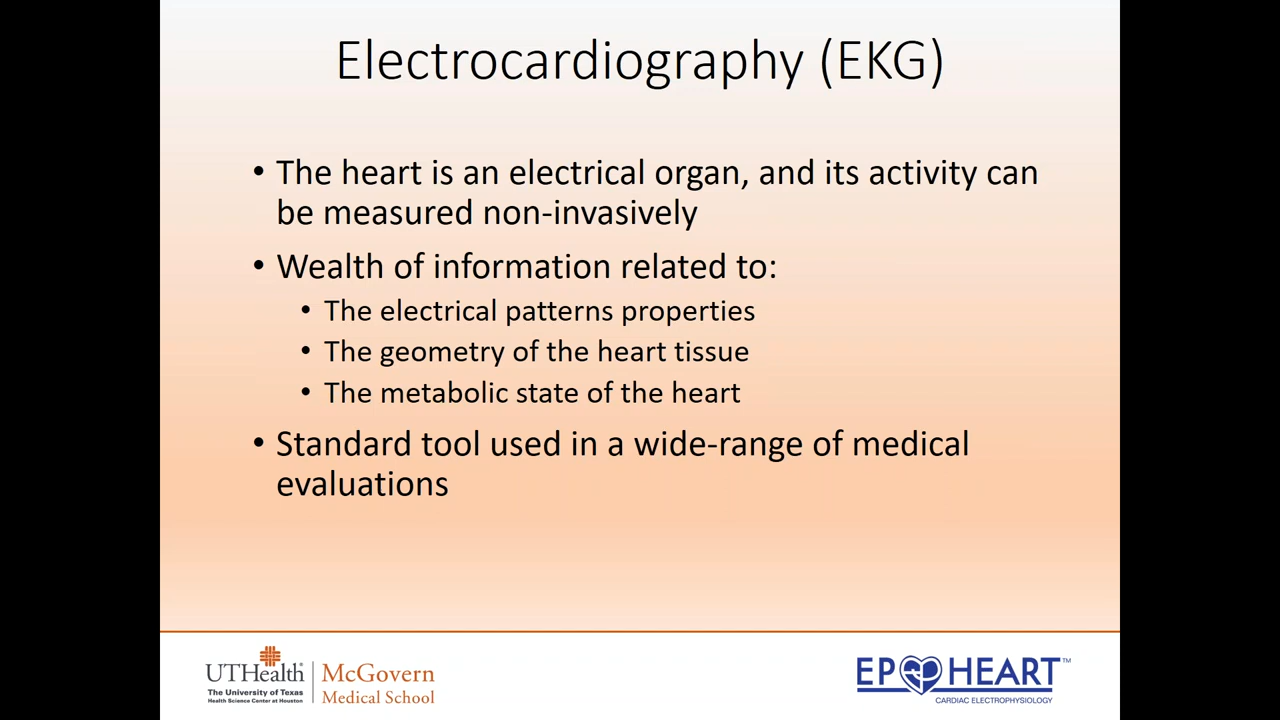 Electrocardiography (EKG)
• The heart is an electrical organ, and its activity can
be measured non-invasively
• Wealth of information related to:
• The electrical patterns properties
• The geometry of the heart tissue
• The metabolic state of the heart
• Standard tool used in a wide-range of medical
evaluations
UTHealth
The University of Texas
Health Science Center at Houston
McGovern
Medical School
EP HEART™
CARDIAC ELECTROPHYSIOLOGY